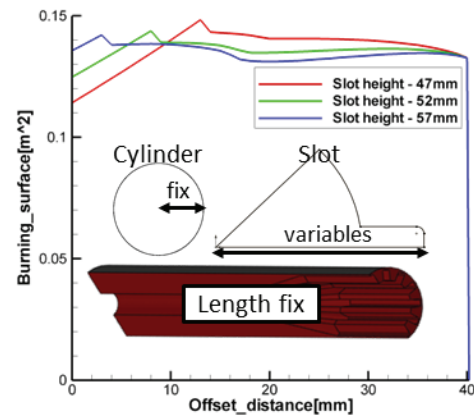 0.15
Slot height - 47mm
Slot height - 52mm
Slot height - 57mm
0.1
Cylinder
Slot
fix
variables
0.05
Length fix
0
0
10
20
30
40
Burning_surface[m^2]
Offset_distance[mm]